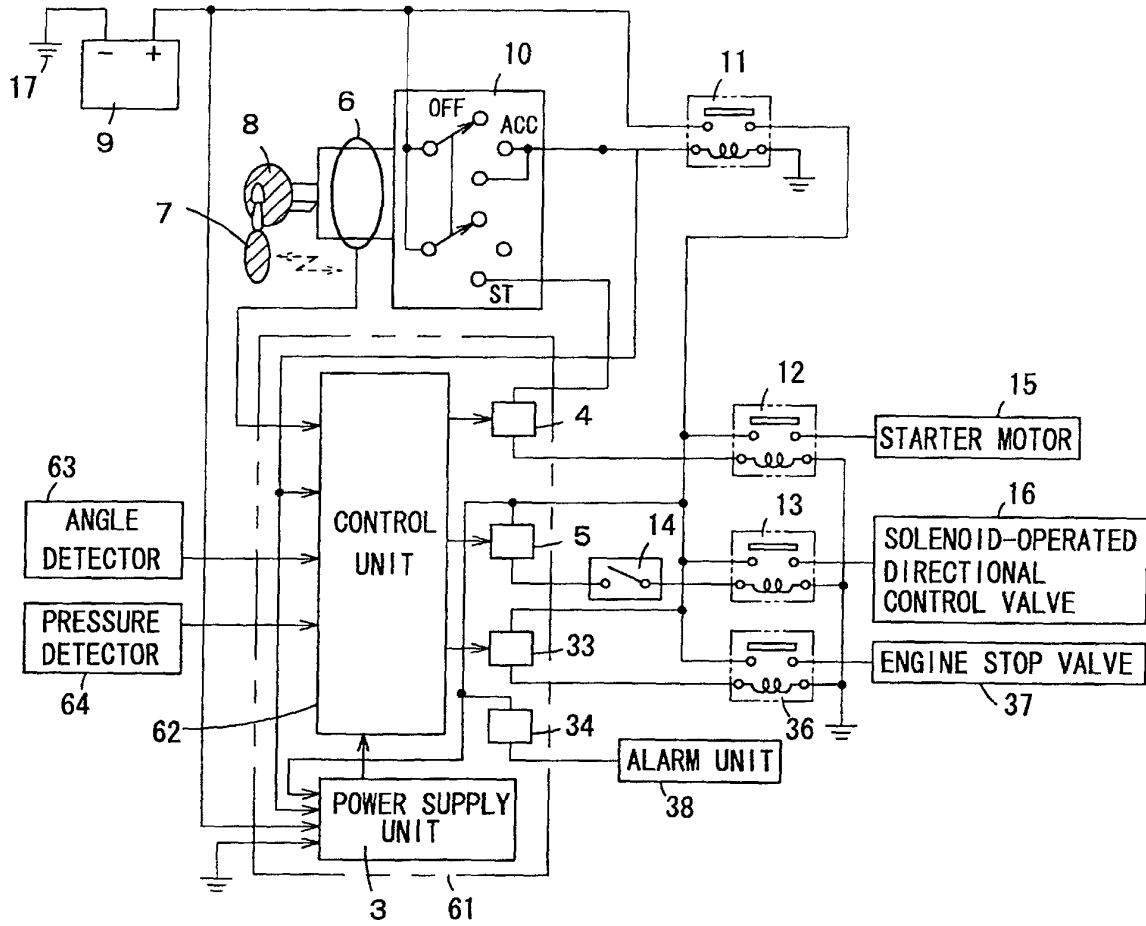 17
− +
9
10
11
6
OFF
ACC
8
7
ST
12
15
4
STARTER MOTOR
63
ANGLE
DETECTOR
CONTROL
UNIT
5
14
13
16
SOLENOID-OPERATED
DIRECTIONAL
CONTROL VALVE
PRESSURE
DETECTOR
64
33
ENGINE STOP VALVE
62
34
36
37
ALARM UNIT
38
POWER SUPPLY
UNIT
3
61